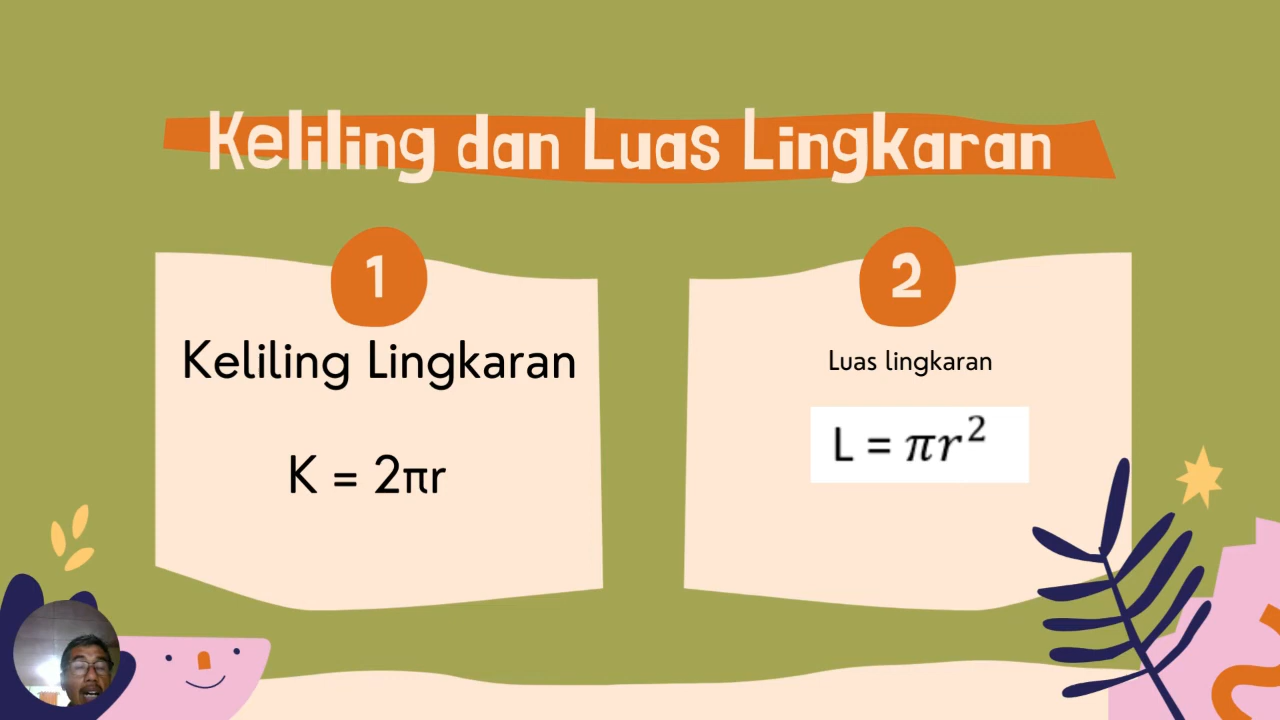 Keliling dan Luas Lingkaran
1
Keliling Lingkaran
K = 2πr
2
Luas lingkaran
L = πr²